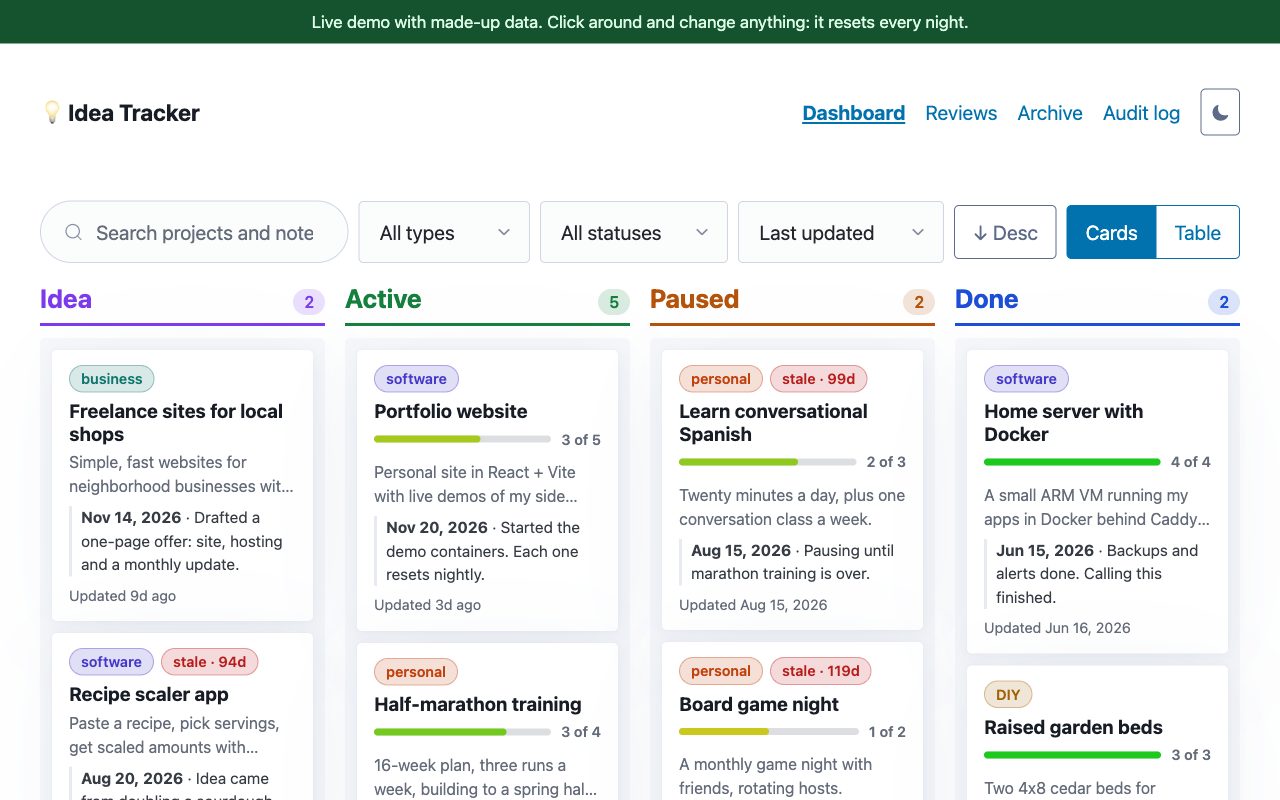 Live demo with made-up data. Click around and change anything: it resets every night.
💡 Idea Tracker
Dashboard
Reviews
Archive
Audit log
Search projects and note
All types
All statuses
Last updated
↓ Desc
Cards
Table
Idea
2
business
Freelance sites for local
shops
Simple, fast websites for
neighborhood businesses wit...
Nov 14, 2026 · Drafted a
one-page offer: site, hosting
and a monthly update.
Updated 9d ago
software
stale · 94d
Recipe scaler app
Paste a recipe, pick servings,
get scaled amounts with...
Aug 20, 2026 · Idea came
from doubling a sourdough
Active
5
software
Portfolio website
3 of 5
Personal site in React + Vite
with live demos of my side...
Nov 20, 2026 · Started the
demo containers. Each one
resets nightly.
Updated 3d ago
personal
Half-marathon training
3 of 4
16-week plan, three runs a
week, building to a spring hal...
Paused
2
personal
stale · 99d
Learn conversational
Spanish
2 of 3
Twenty minutes a day, plus one
conversation class a week.
Aug 15, 2026 · Pausing until
marathon training is over.
Updated Aug 15, 2026
personal
stale · 119d
Board game night
1 of 2
A monthly game night with
friends, rotating hosts.
Done
2
software
Home server with
Docker
4 of 4
A small ARM VM running my
apps in Docker behind Caddy...
Jun 15, 2026 · Backups and
alerts done. Calling this
finished.
Updated Jun 16, 2026
DIY
Raised garden beds
3 of 3
Two 4x8 cedar beds for